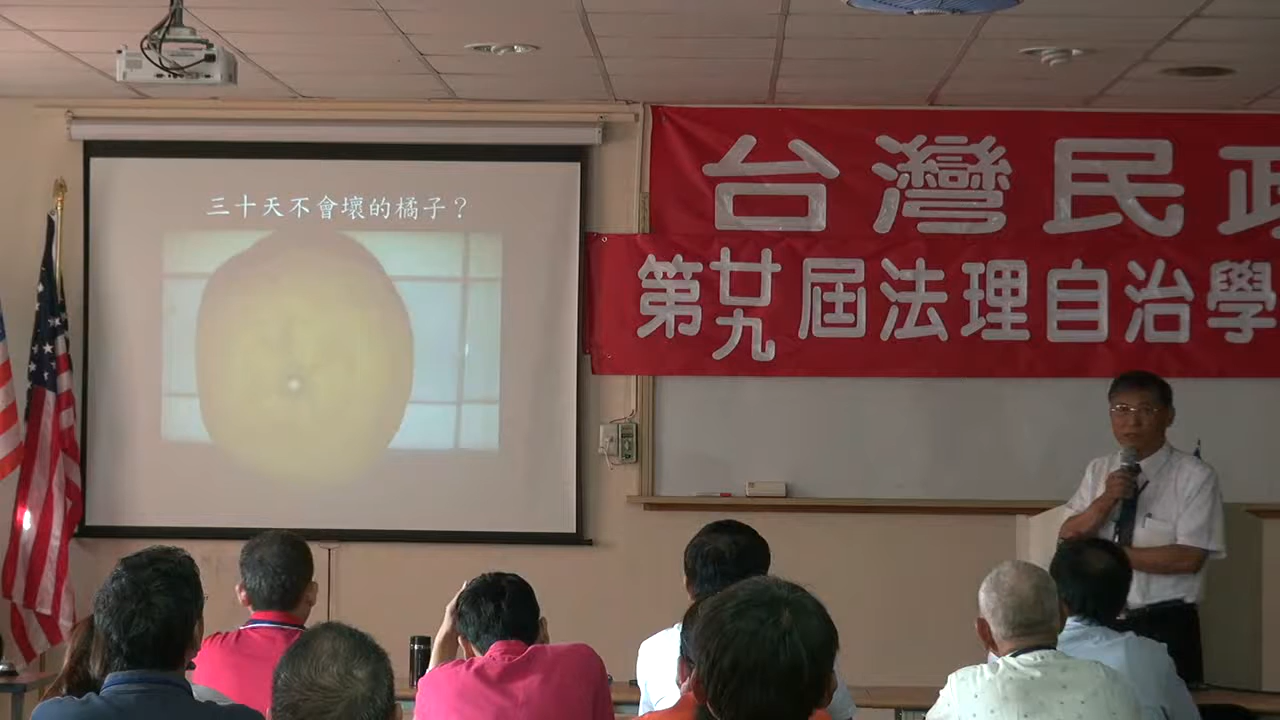 三十天不會壞的橘子?
台灣民政
第廿九屆法理自治學